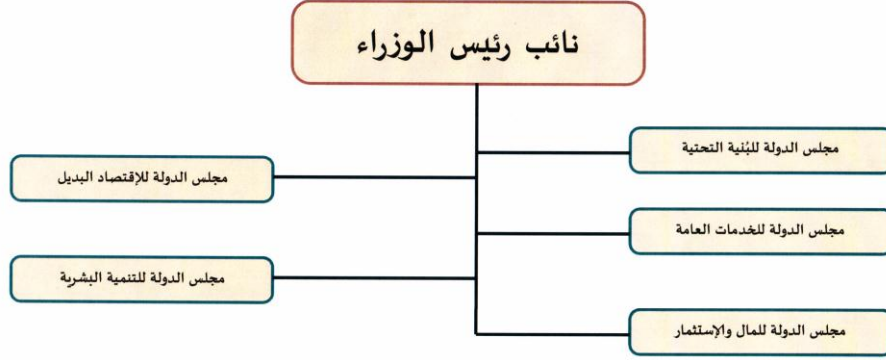 نائب رئيس الوزراء
مجلس الدولة للبُنية التحتية
مجلس الدولة للإقتصاد البديل
مجلس الدولة للخدمات العامة
مجلس الدولة للتنمية البشرية
مجلس الدولة للمال والإستثمار